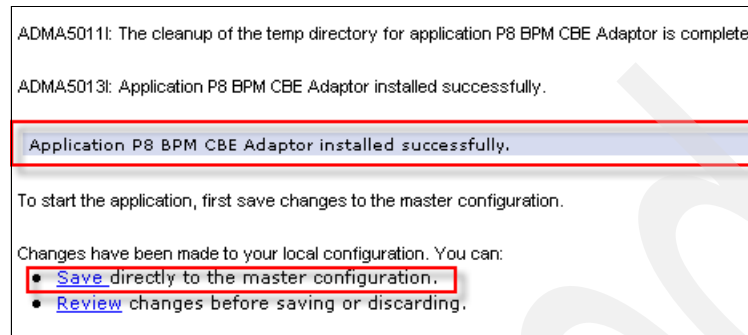 ADMA5011I: The cleanup of the temp directory for application P8 BPM CBE Adaptor is complete
ADMA5013I: Application P8 BPM CBE Adaptor installed successfully.
Application P8 BPM CBE Adaptor installed successfully.
To start the application, first save changes to the master configuration.
Changes have been made to your local configuration. You can:
• Save directly to the master configuration.
• Review changes before saving or discarding.